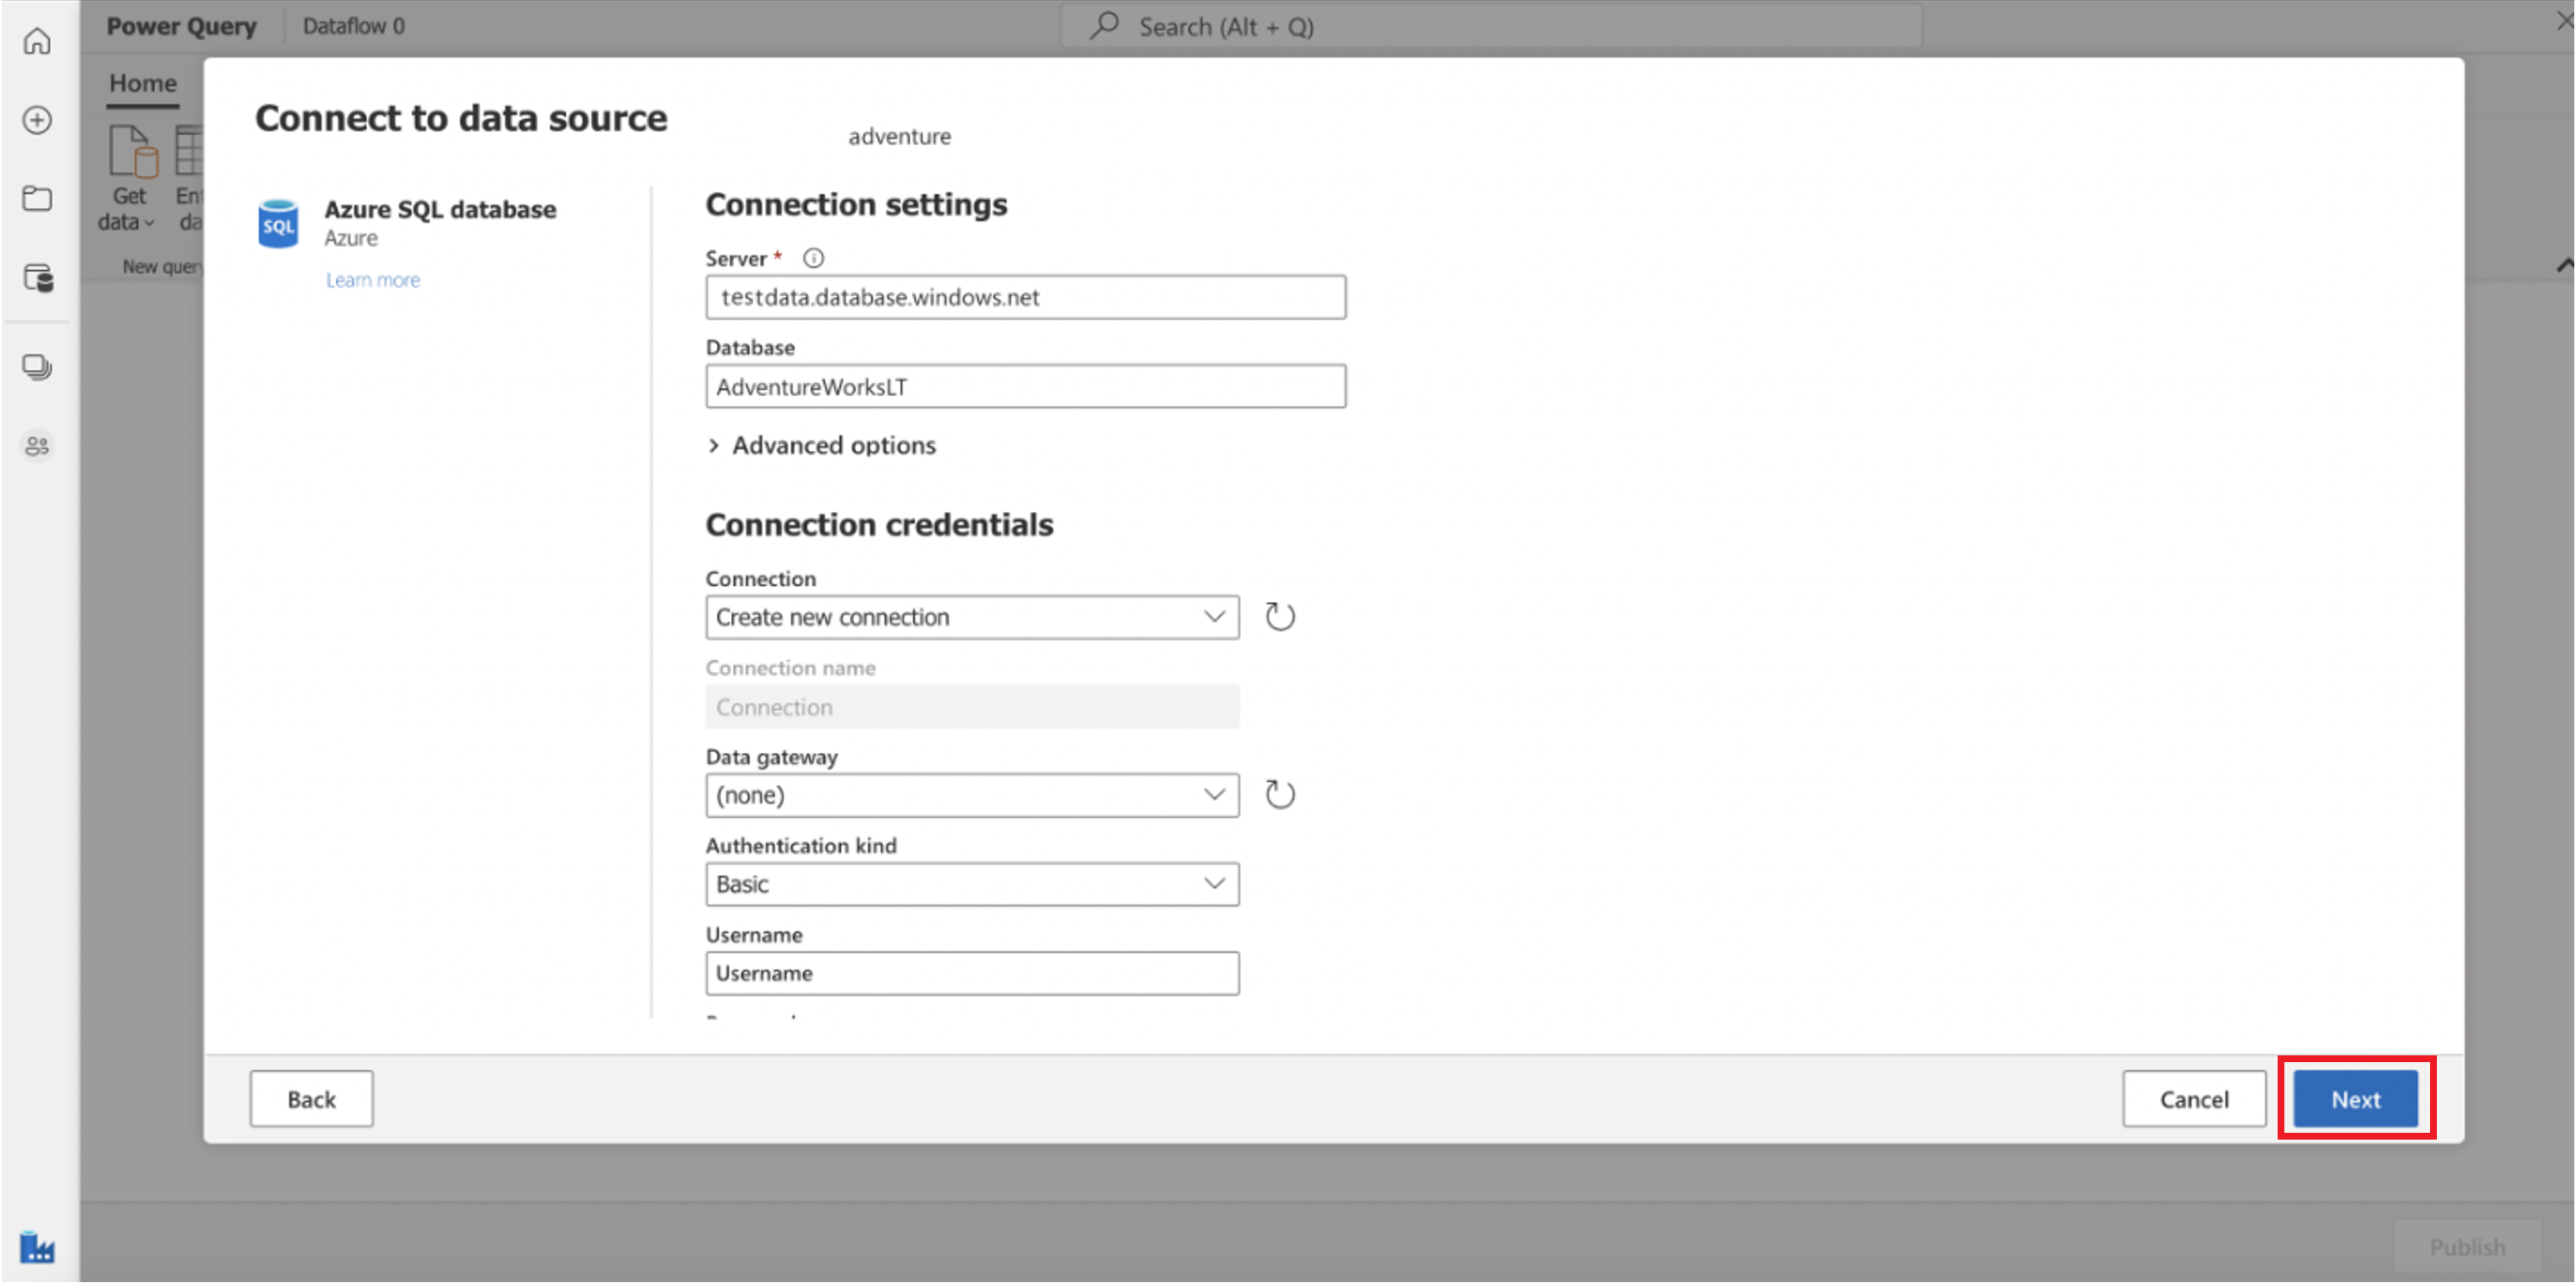 Power Query
Dataflow 0
Search (Alt + Q)
Home
Get
data
Ent
da
New query
Connect to data source
adventure
SQL
Azure SQL database
Azure
Learn more
Connection settings
Server *
testdata.database.windows.net
Database
AdventureWorksLT
Advanced options
Connection credentials
Connection
Create new connection
Connection name
Connection
Data gateway
(none)
Authentication kind
Basic
Username
Username
Back
Cancel
Next
Publish